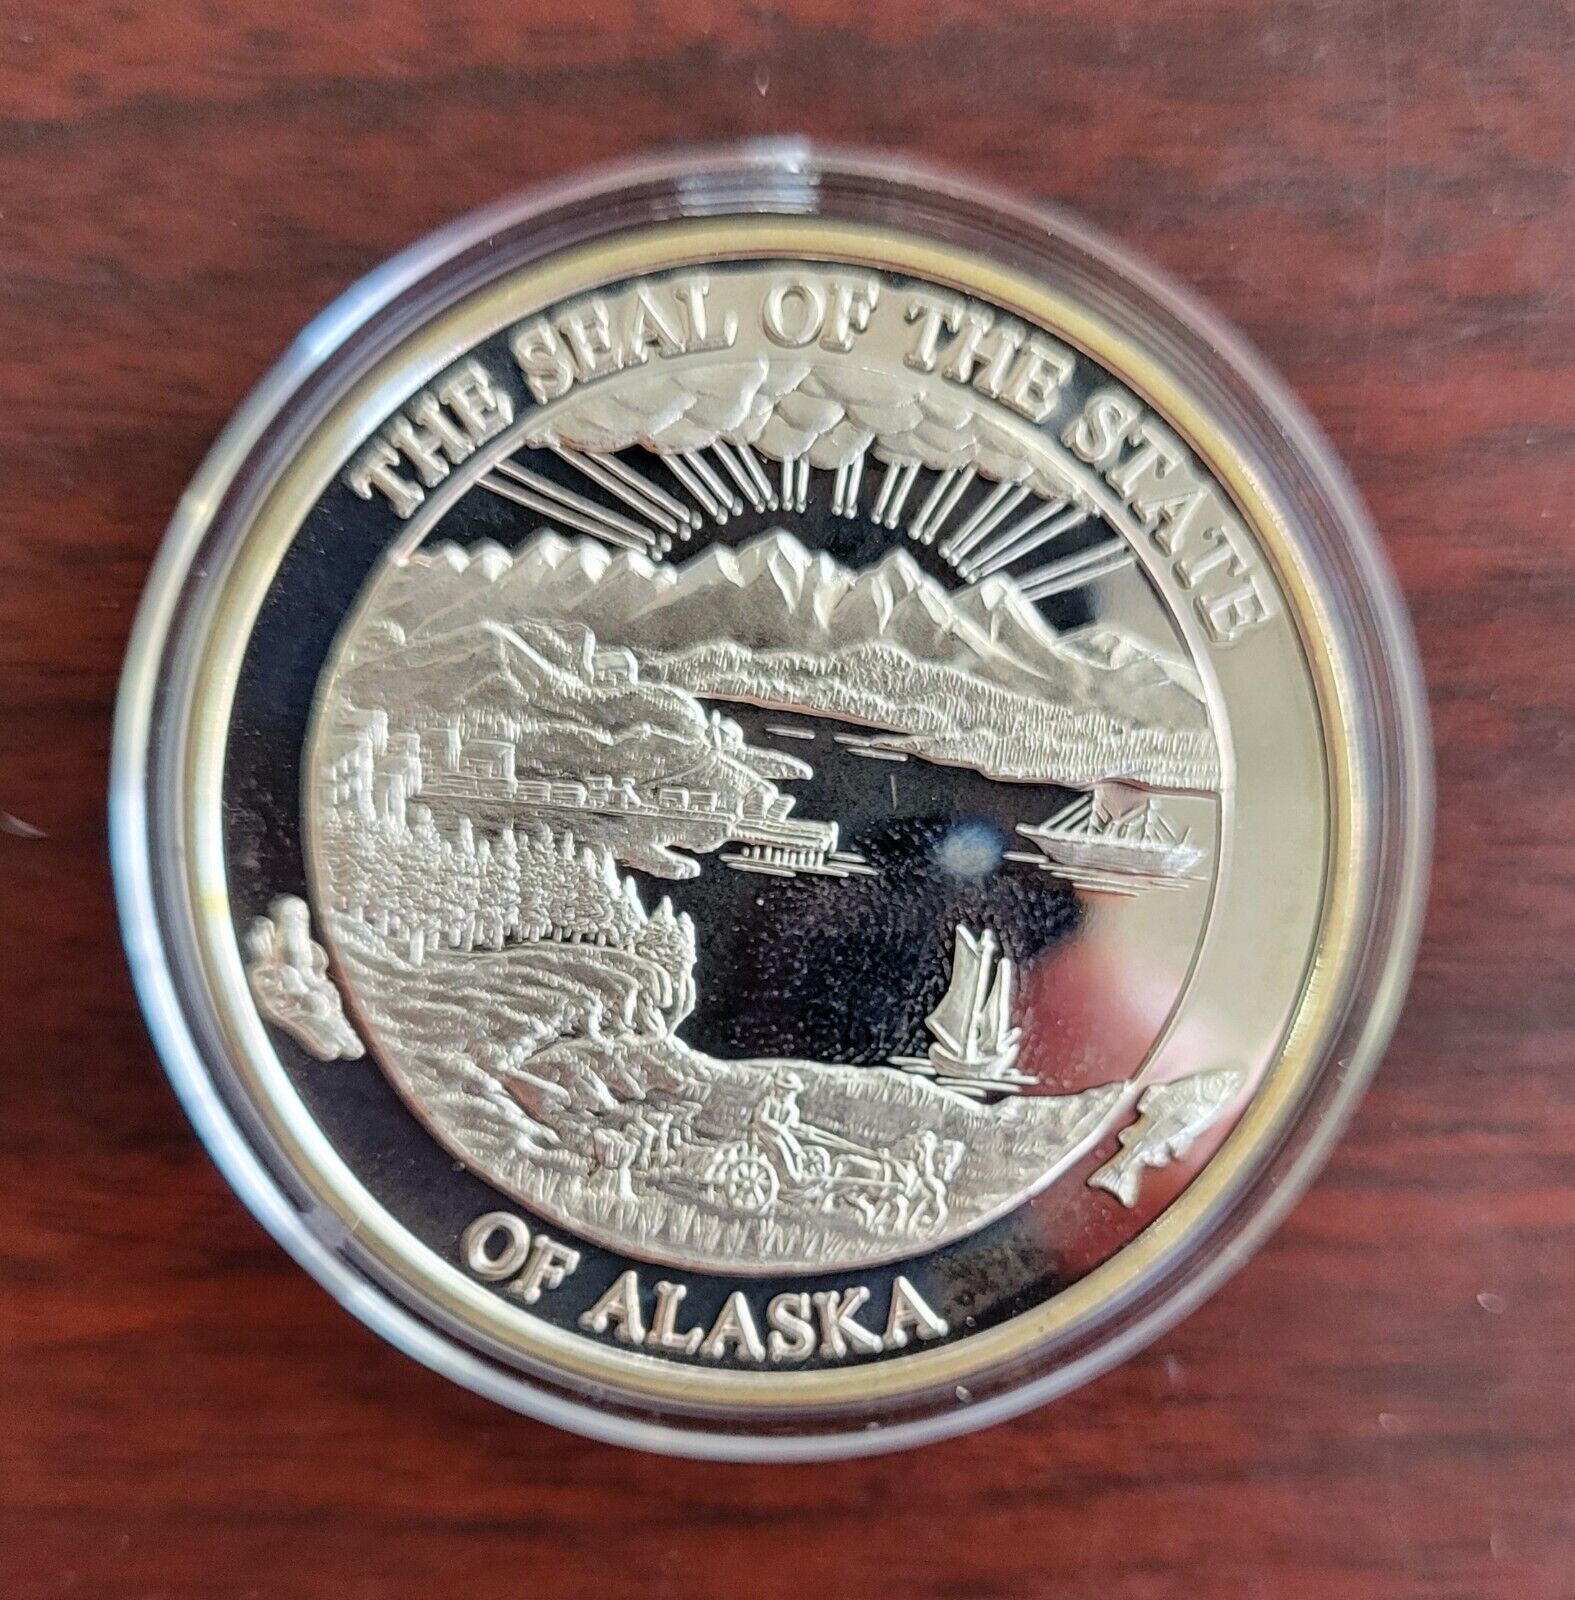 THE SEAL OF THE STATE
OF ALASKA